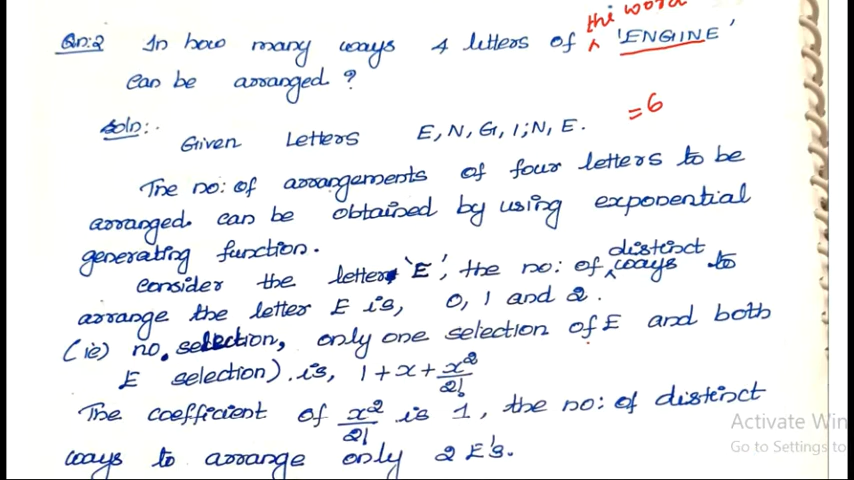 the word
Qn:2 In how many ways 4 letters of ^ 'ENGINE'
can be arranged ?
Soln:.
Given Letters E, N, G, I, N, E. = 6
The no: of arrangements of four letters to be
arranged. can be obtained by using exponential
generating function.
distinct
Consider the letter 'E', the no: of ^ ways to
arrange the letter E is, 0, 1 and 2.
(ie) no. selection, only one selection of E and both
E selection). is, 1 + x + x²/2!
The coefficient of x²/2! is 1, the no: of distinct
ways to arrange only 2 E's.
Activate Win
Go to Settings to